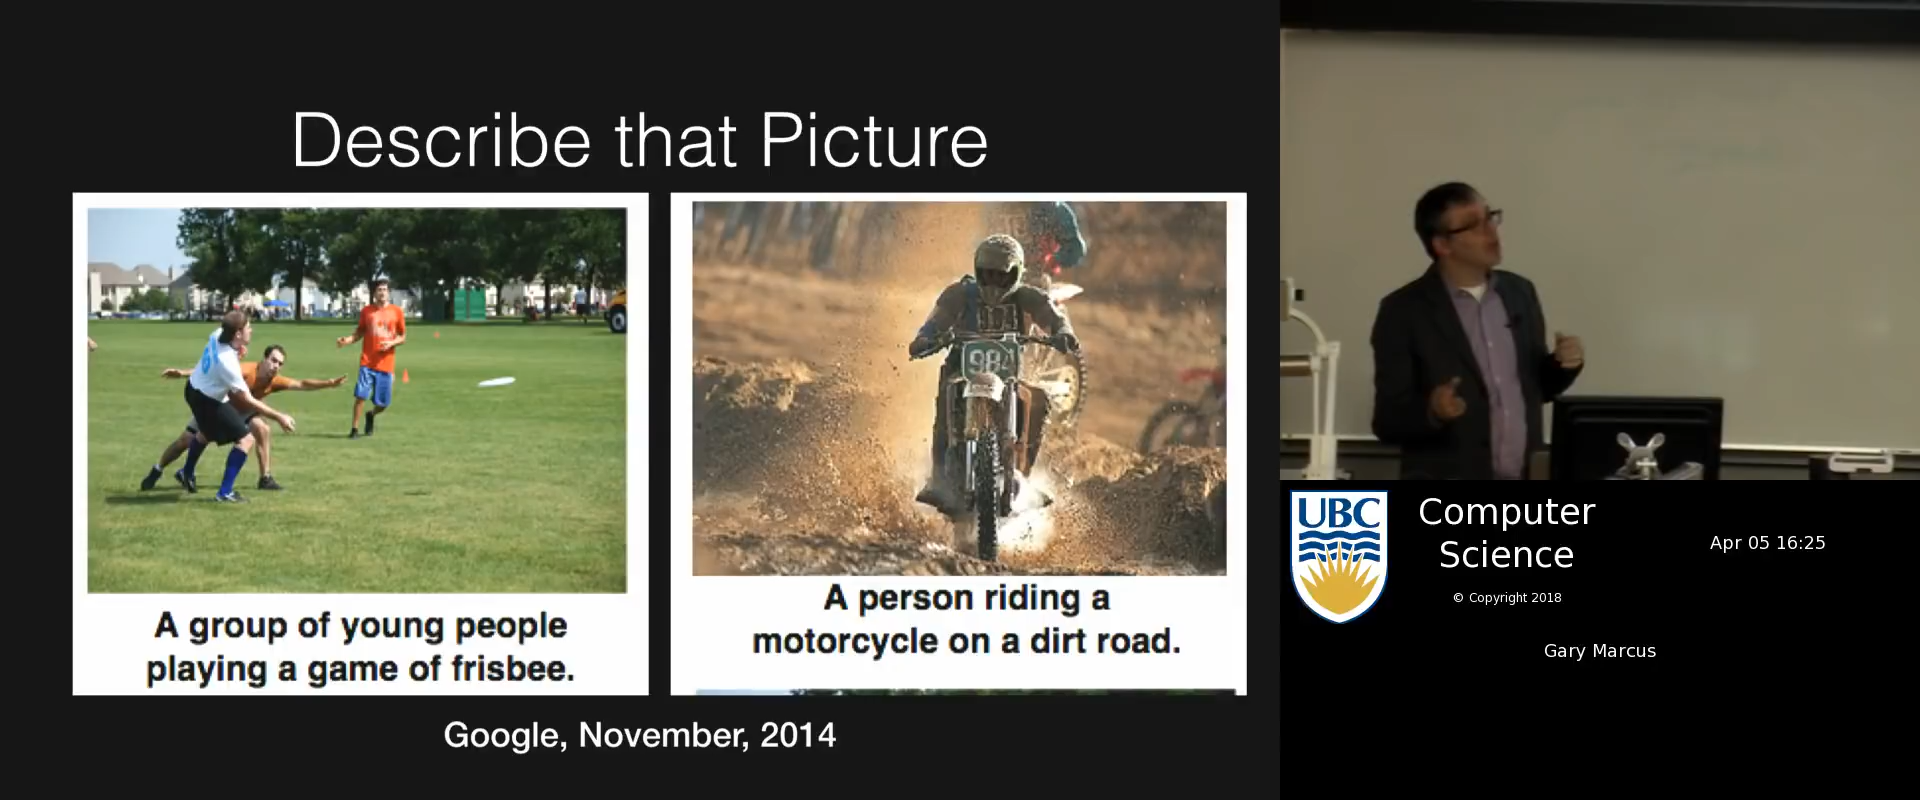 Describe that Picture
984
A group of young people
playing a game of frisbee.
A person riding a
motorcycle on a dirt road.
Google, November, 2014
UBC
Computer
Science
Apr 05 16:25
© Copyright 2018
Gary Marcus